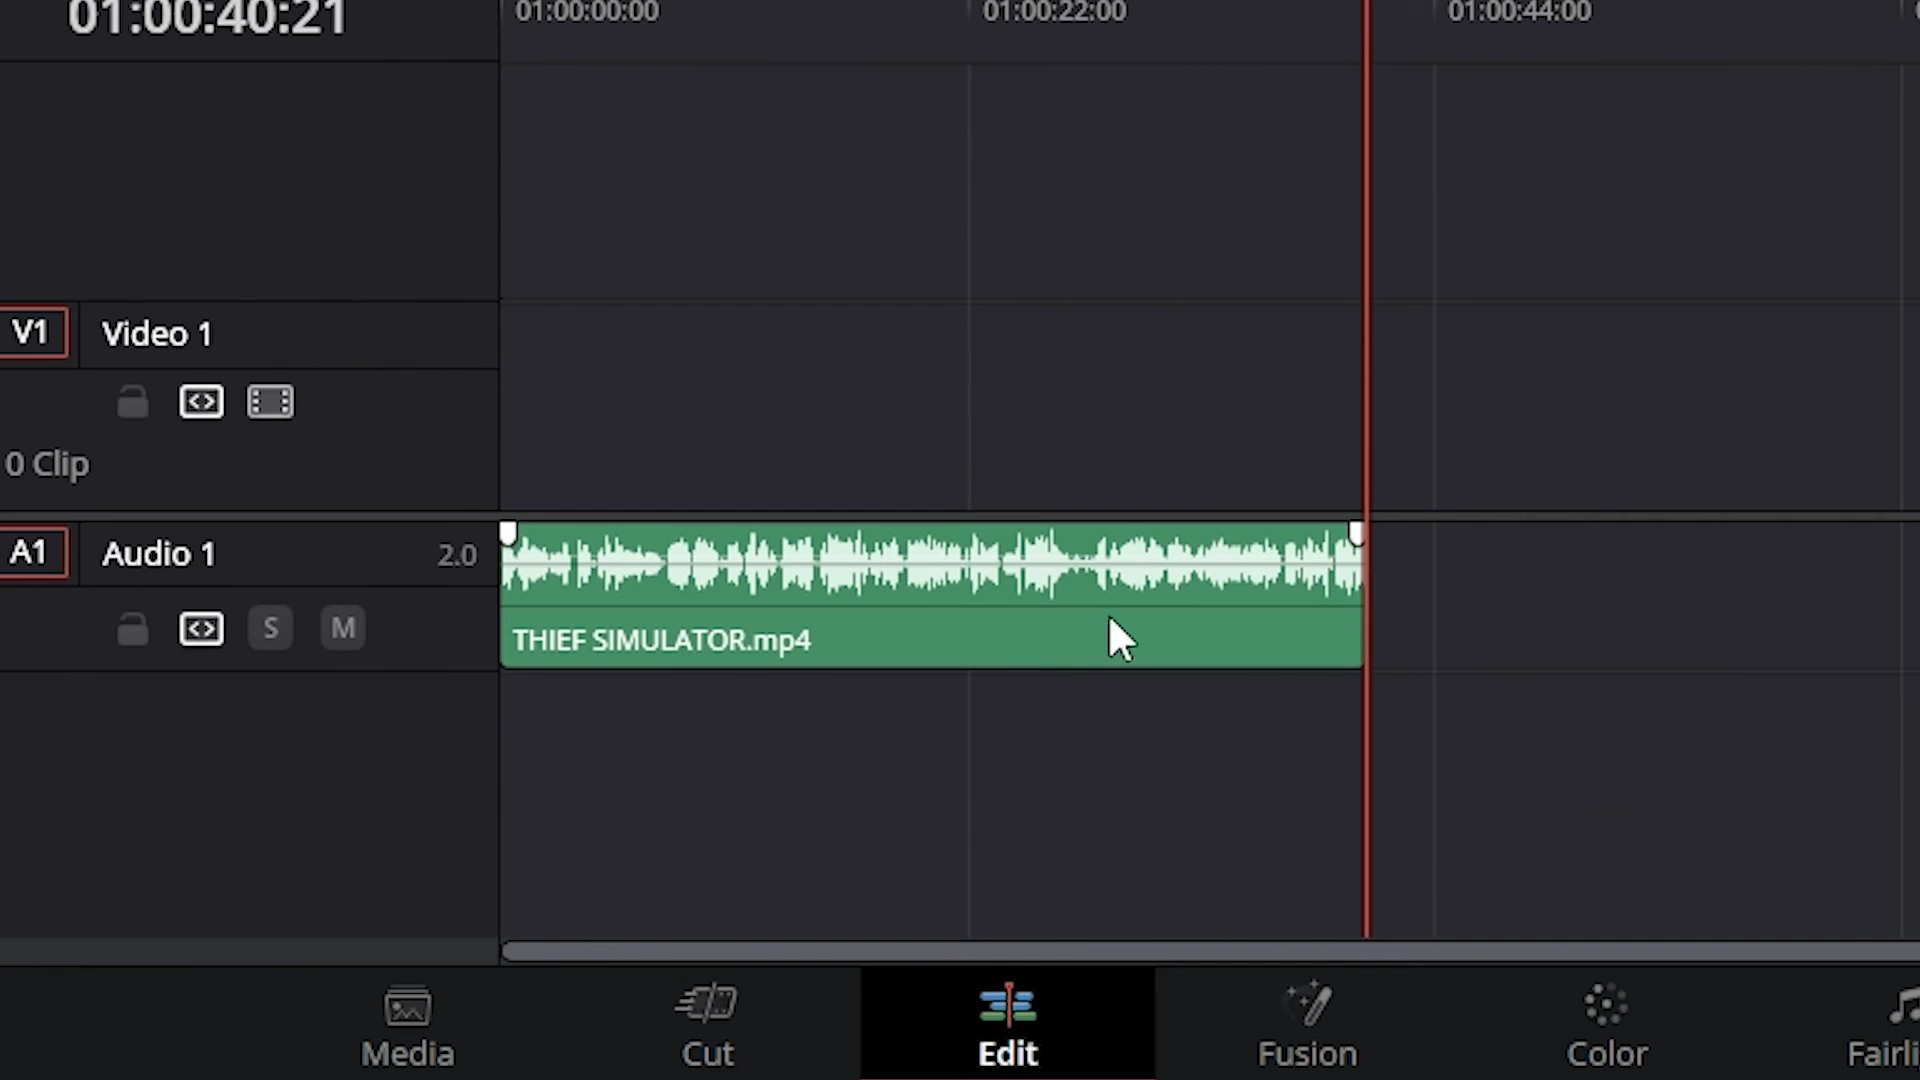 01:00:40:21
01:00:00:00
01:00:22:00
01:00:44:00
V1
Video 1
0 Clip
A1
Audio 1
2.0
S
M
THIEF SIMULATOR.mp4
Media
Cut
Edit
Fusion
Color
Fairli